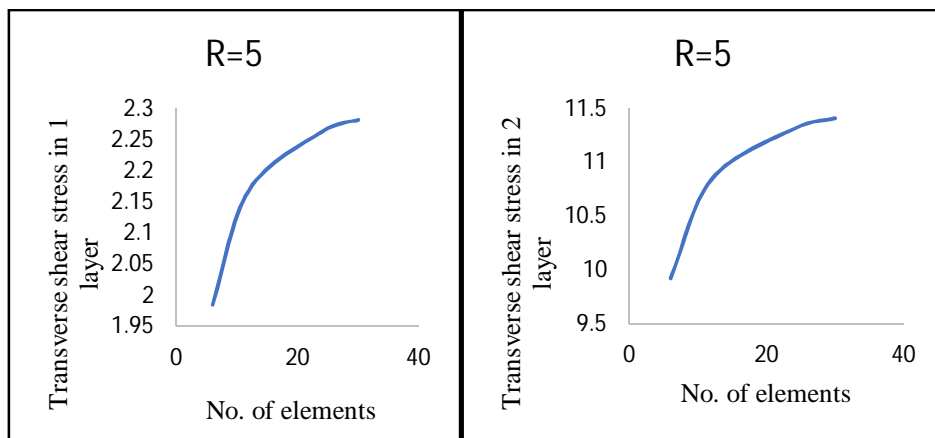 R=5
Transverse shear stress in 1
layer
2.3
2.25
2.2
2.15
2.1
2.05
2
1.95
0
20
40
No. of elements
R=5
Transverse shear stress in 2
layer
11.5
11
10.5
10
9.5
0
20
40
No. of elements